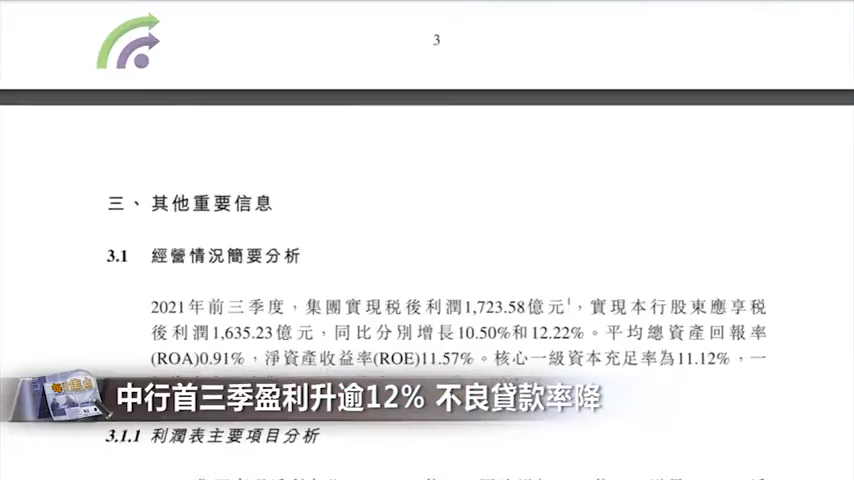 3
三、其他重要信息
3.1 經營情況簡要分析
2021年前三季度，集團實現税後利潤1,723.58億元1，實現本行股東應享税
後利潤1,635.23億元，同比分別增長10.50%和12.22%。平均總資產回報率
(ROA)0.91%，淨資產收益率(ROE)11.57%。核心一級資本充足率為11.12%，一
中行首三季盈利升逾12% 不良貸款率降
3.1.1 利潤表主要項目分析